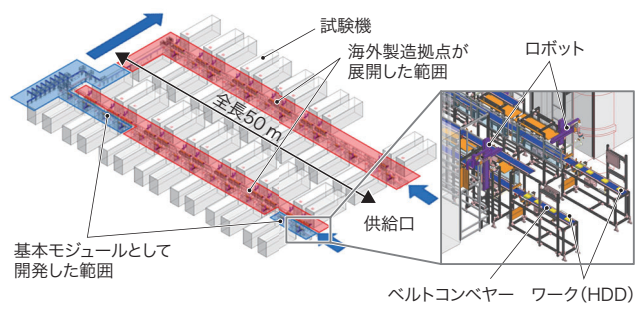 試験機
海外製造拠点が
展開した範囲
ロボット
全長50 m
供給口
基本モジュールとして
開発した範囲
ベルトコンベヤー
ワーク(HDD)